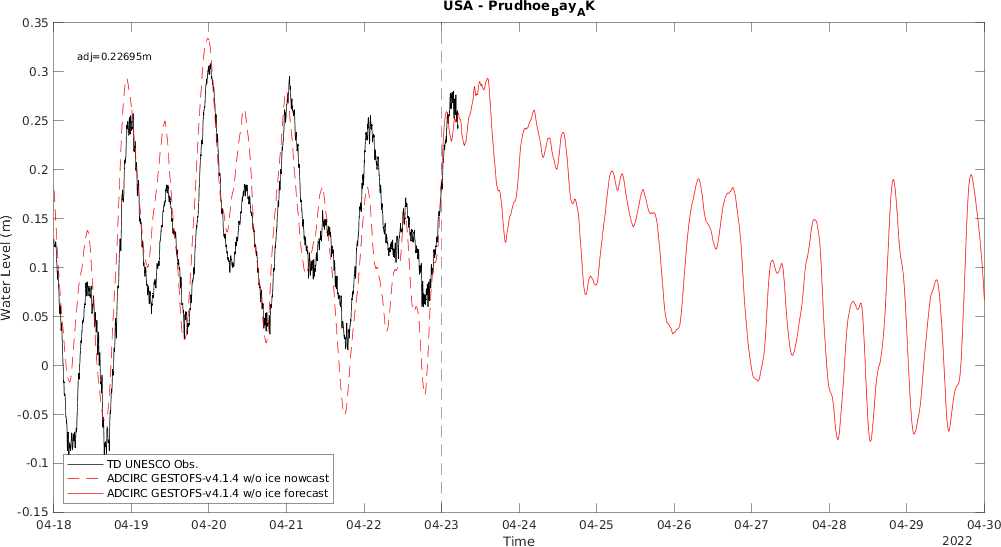 USA - Prudhoe_Bay_AK
0.35
adj=0.22695m
0.3
0.25
0.2
0.15
0.1
0.05
0
-0.05
-0.1
-0.15
Water Level (m)
TD UNESCO Obs.
ADCIRC GESTOFS-v4.1.4 w/o ice nowcast
ADCIRC GESTOFS-v4.1.4 w/o ice forecast
04-18 04-19 04-20 04-21 04-22 04-23 04-24 04-25 04-26 04-27 04-28 04-29 04-30
Time
2022